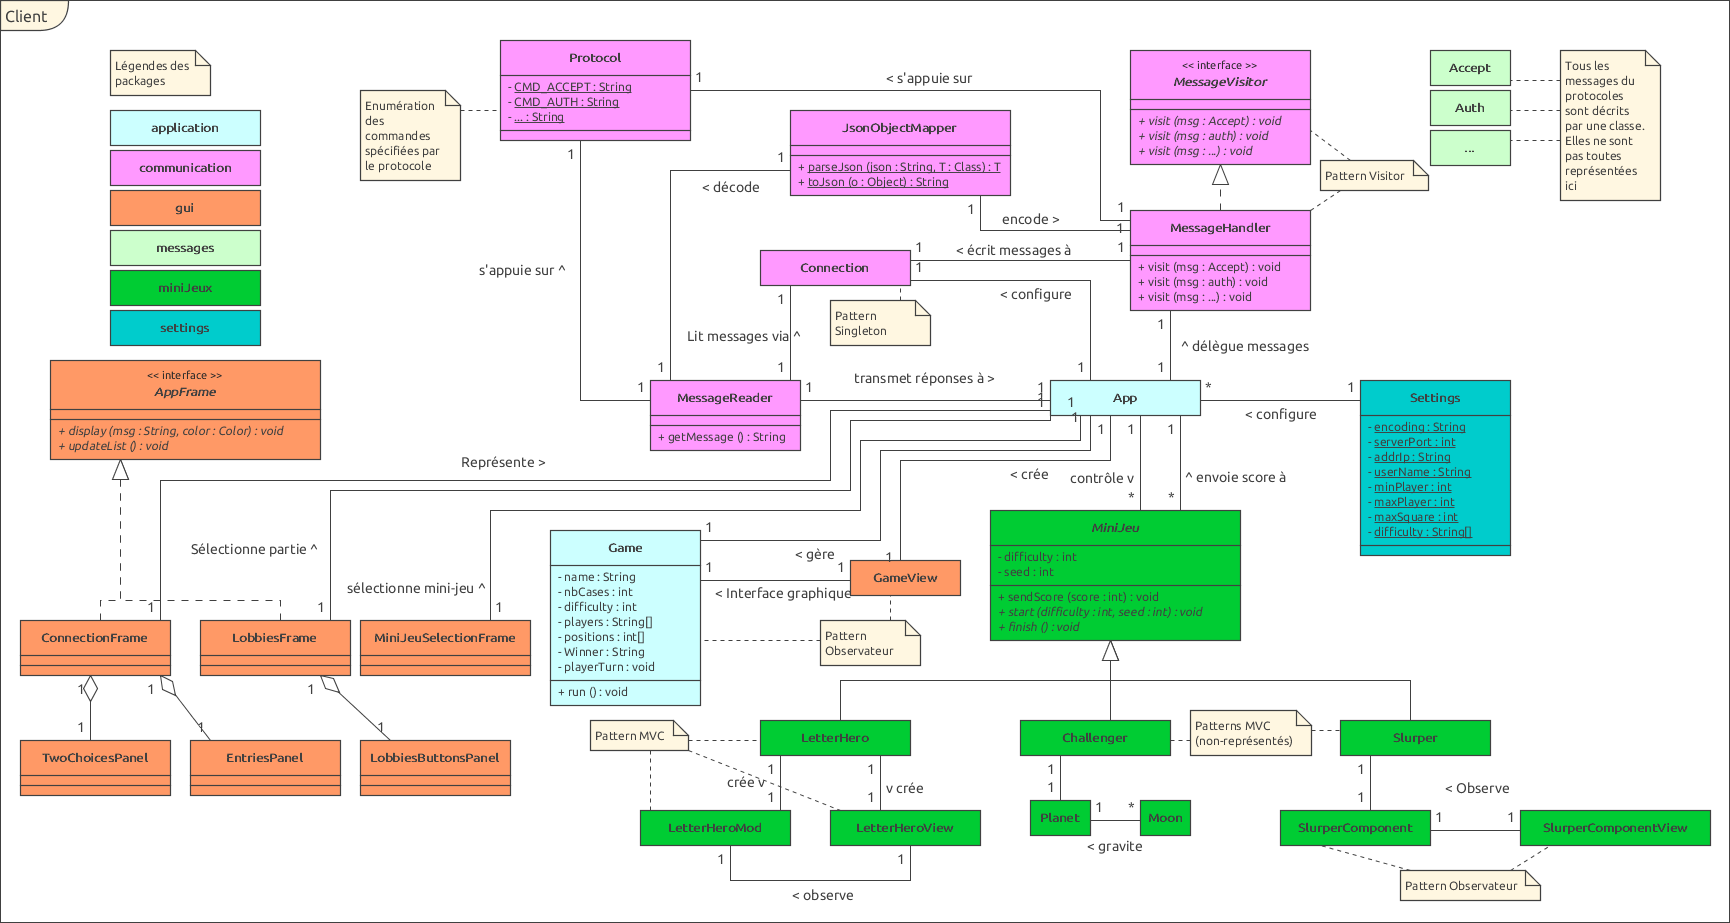 Client
Légendes des
packages
application
communication
gui
messages
miniJeux
settings
Enumération
des
commandes
spécifiées par
le protocole
Protocol
- CMD_ACCEPT : String
- CMD_AUTH : String
- ... : String
1
< s'appuie sur
1
1
s'appuie sur ^
1
JsonObjectMapper
+ parseJson (json : String, T : Class) : T
+ toJson (o : Object) : String
1
< décode
1
1
encode >
1
<< interface >>
MessageVisitor
+ visit (msg : Accept) : void
+ visit (msg : auth) : void
+ visit (msg : ...) : void
Pattern Visitor
Accept
Auth
...
Tous les
messages du
protocoles
sont décrits
par une classe.
Elles ne sont
pas toutes
représentées
ici
MessageHandler
+ visit (msg : Accept) : void
+ visit (msg : auth) : void
+ visit (msg : ...) : void
Connection
1
< écrit messages à
1
1
< configure
1
Pattern
Singleton
1
Lit messages via ^
1
1
^ délègue messages
1
MessageReader
+ getMessage () : String
1
transmet réponses à >
1
App
*
< configure
1
Settings
- encoding : String
- serverPort : int
- addrIp : String
- userName : String
- minPlayer : int
- maxPlayer : int
- maxSquare : int
- difficulty : String[]
<< interface >>
AppFrame
+ display (msg : String, color : Color) : void
+ updateList () : void
1
1
1
Représente >
1
Sélectionne partie ^
1
sélectionne mini-jeu ^
1
1
< crée
1
1
contrôle v
*
1
^ envoie score à
*
1
< gère
Game
- name : String
- nbCases : int
- difficulty : int
- players : String[]
- positions : int[]
- Winner : String
- playerTurn : void
+ run () : void
1
< Interface graphique
1
GameView
Pattern
Observateur
MiniJeu
- difficulty : int
- seed : int
+ sendScore (score : int) : void
+ start (difficulty : int, seed : int) : void
+ finish () : void
ConnectionFrame
LobbiesFrame
MiniJeuSelectionFrame
1
1
1
1
1
1
TwoChoicesPanel
EntriesPanel
LobbiesButtonsPanel
Pattern MVC
LetterHero
1
crée v
1
1
v crée
1
LetterHeroMod
LetterHeroView
1
< observe
1
Challenger
Patterns MVC
(non-représentés)
Slurper
1
1
Planet
1
*
Moon
< gravite
1
1
< Observe
SlurperComponent
1
1
SlurperComponentView
Pattern Observateur